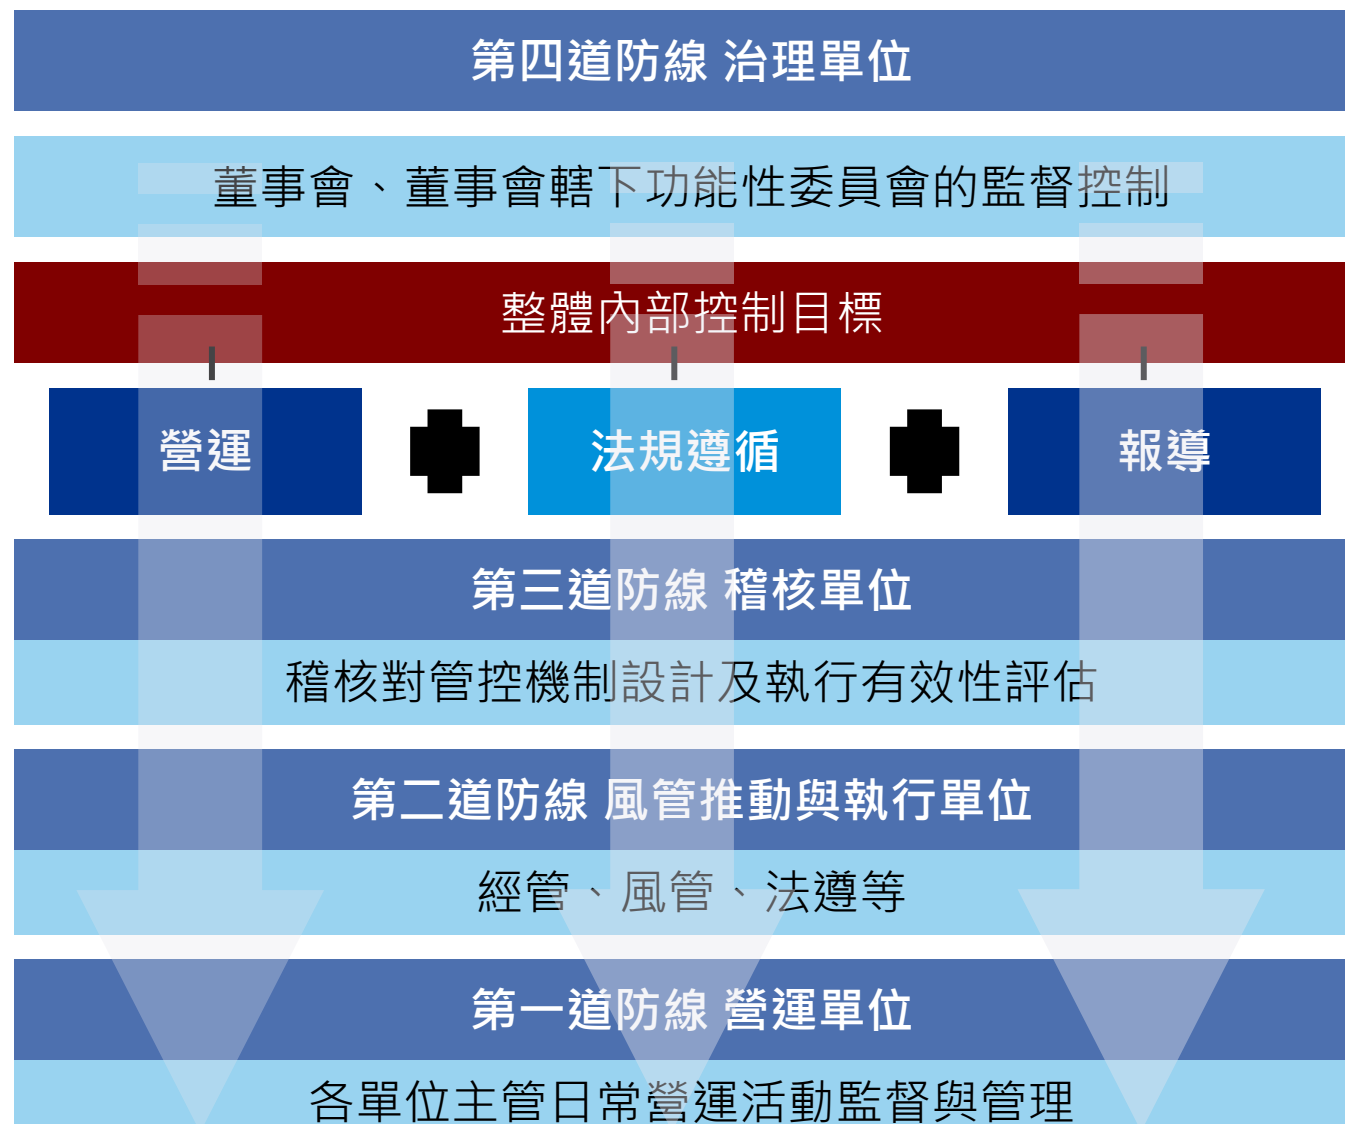 第四道防線 治理單位
董事會、董事會轄下功能性委員會的監督控制
整體內部控制目標
營運
法規遵循
報導
第三道防線 稽核單位
稽核對管控機制設計及執行有效性評估
第二道防線 風管推動與執行單位
經管、風管、法遵等
第一道防線 營運單位
各單位主管日常營運活動監督與管理